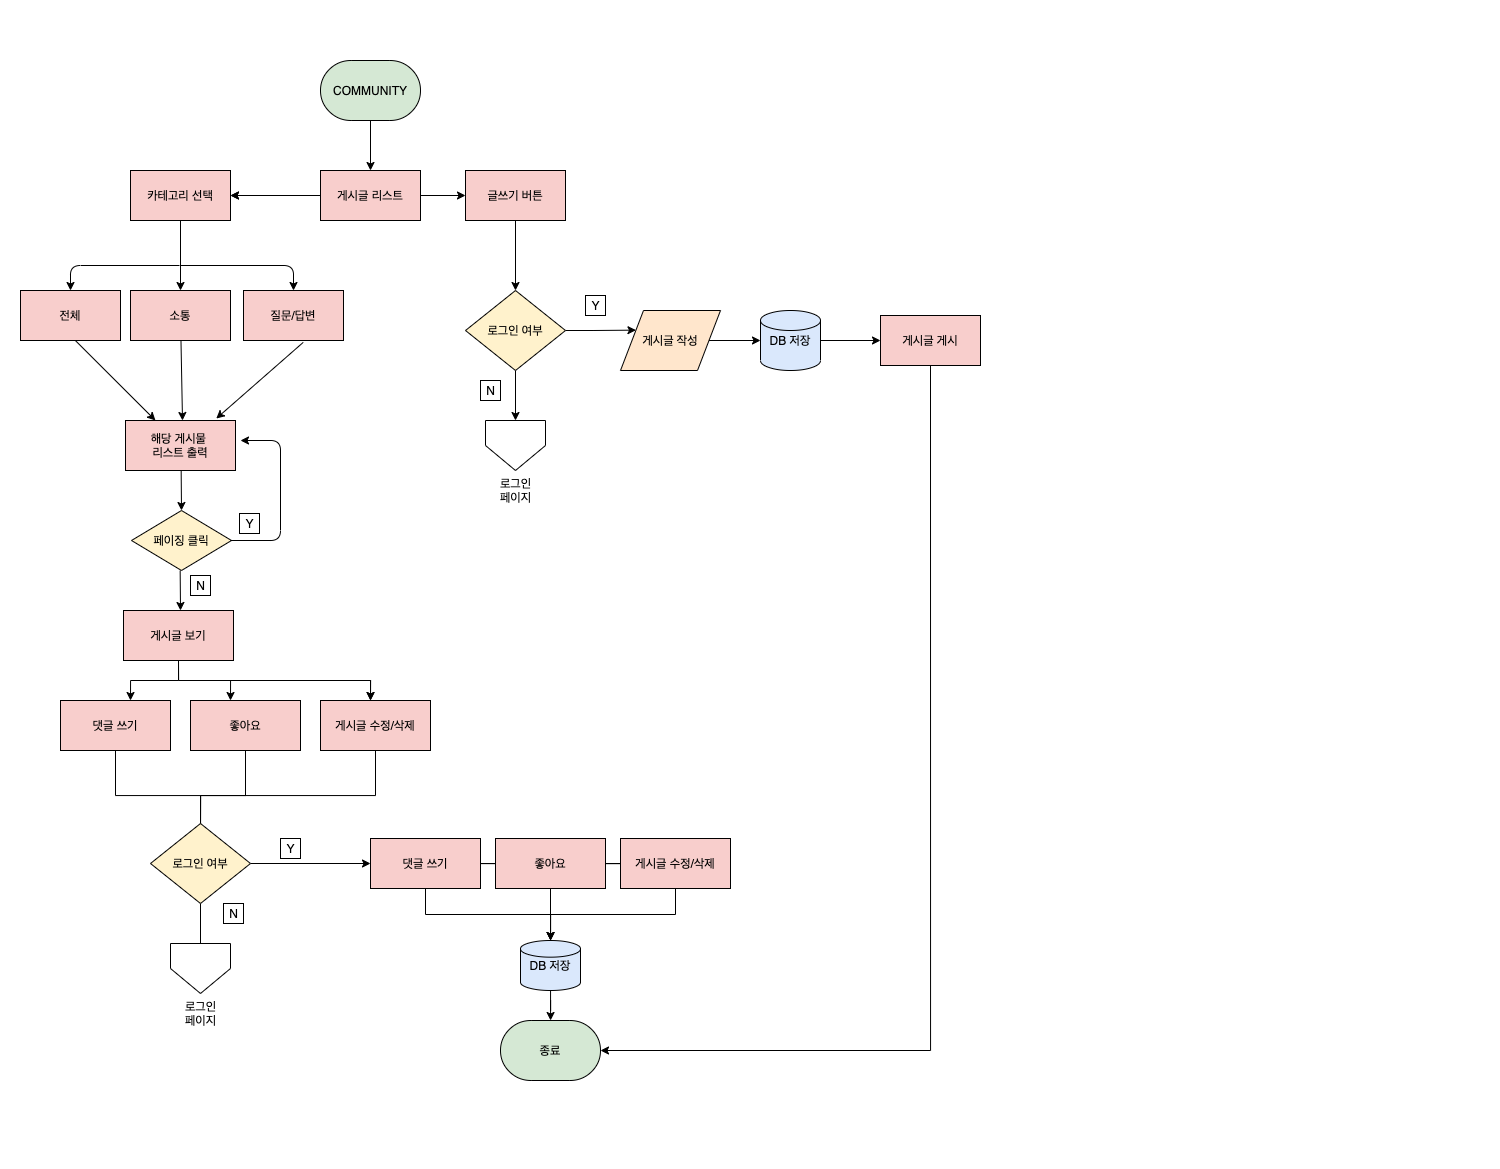 COMMUNITY
카테고리 선택
게시글 리스트
글쓰기 버튼
전체
소통
질문/답변
로그인 여부
Y
게시글 작성
DB 저장
게시글 게시
N
로그인
페이지
해당 게시물
리스트 출력
페이징 클릭
Y
N
게시글 보기
댓글 쓰기
좋아요
게시글 수정/삭제
로그인 여부
Y
댓글 쓰기
좋아요
게시글 수정/삭제
N
로그인
페이지
DB 저장
종료